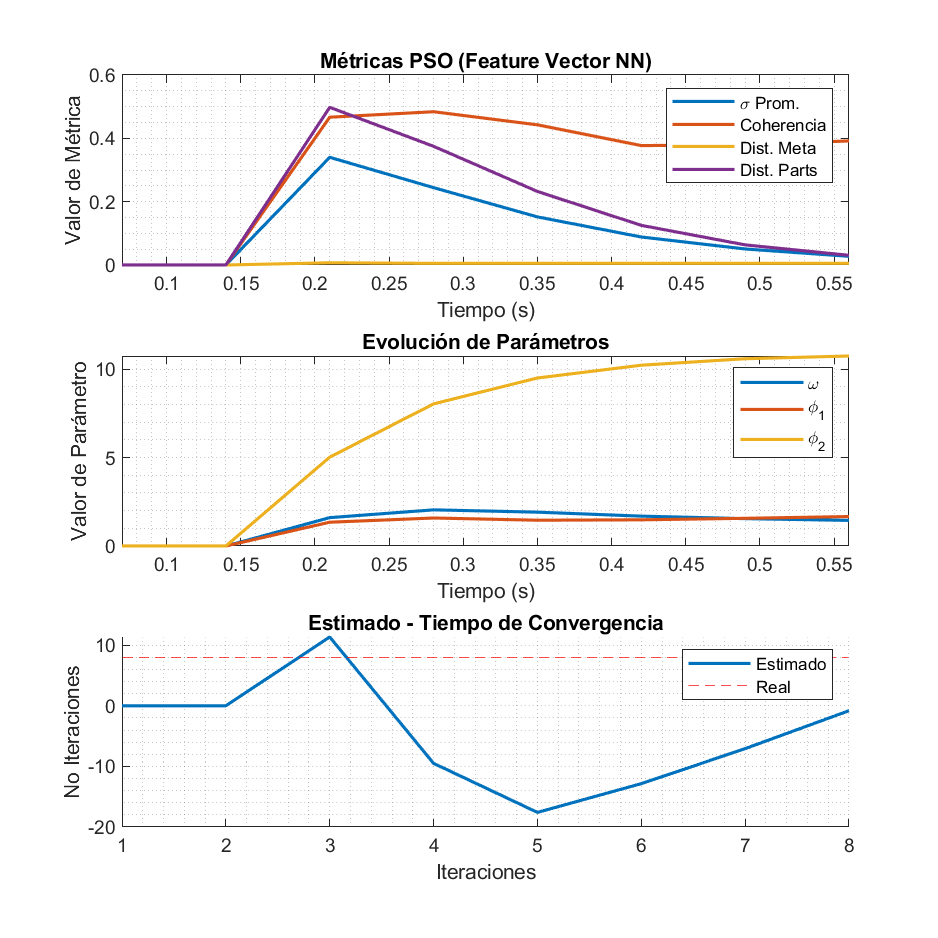 Métricas PSO (Feature Vector NN)
0.6
0.4
0.2
0
Valor de Métrica
σ Prom.
Coherencia
Dist. Meta
Dist. Parts
0.1 0.15 0.2 0.25 0.3 0.35 0.4 0.45 0.5 0.55
Tiempo (s)
Evolución de Parámetros
10
5
0
Valor de Parámetro
ω
ϕ1
ϕ2
0.1 0.15 0.2 0.25 0.3 0.35 0.4 0.45 0.5 0.55
Tiempo (s)
Estimado - Tiempo de Convergencia
10
0
-10
-20
No Iteraciones
Estimado
Real
1 2 3 4 5 6 7 8
Iteraciones